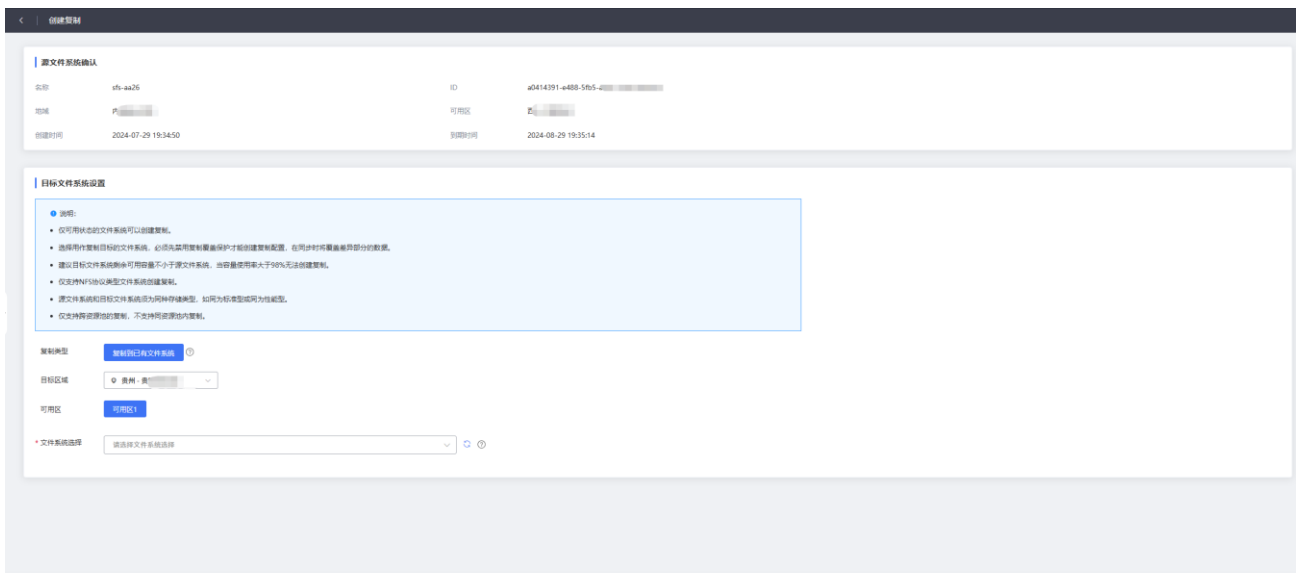 创建复制
源文件系统确认
名称 sfs-aa26 ID a0414391-e488-5fb5-
地域 可用区
创建时间 2024-07-29 19:34:50 到期时间 2024-08-29 19:35:14
目标文件系统设置
说明:
• 仅可用状态的文件系统可以创建复制。
• 选择用作复制目标的文件系统，必须先禁用复制覆盖保护才能创建复制配置，在同步时将覆盖差异部分的数据。
• 建议目标文件系统剩余可用容量不小于源文件系统，当容量使用率大于98%无法创建复制。
• 仅支持NFS协议类型文件系统创建复制。
• 源文件系统和目标文件系统须为同种存储类型，如同为标准型或同为性能型。
• 仅支持跨资源池的复制，不支持同资源池内复制。
复制类型 复制到已有文件系统
目标区域 贵州-贵
可用区 可用区1
* 文件系统选择 请选择文件系统选择